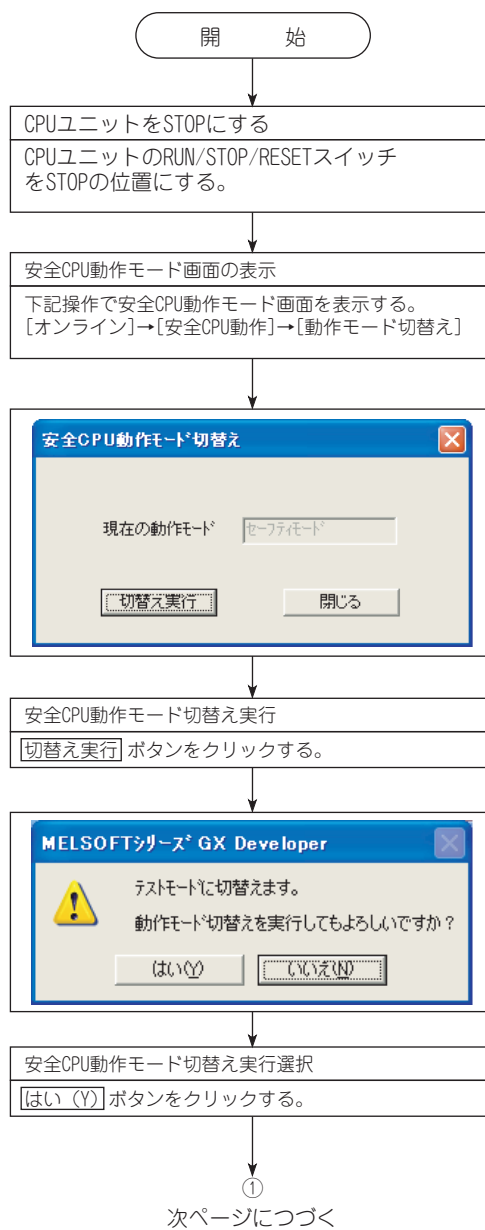 開 始
CPUユニットをSTOPにする
CPUユニットのRUN/STOP/RESETスイッチ
をSTOPの位置にする。
安全CPU動作モード画面の表示
下記操作で安全CPU動作モード画面を表示する。
[オンライン]→[安全CPU動作]→[動作モード切替え]
安全CPU動作ﾓｰﾄﾞ切替え
現在の動作ﾓｰﾄﾞ ｾｰﾌﾃｨﾓｰﾄﾞ
切替え実行 閉じる
安全CPU動作モード切替え実行
切替え実行 ボタンをクリックする。
MELSOFTｼﾘｰｽﾞ GX Developer
ﾃｽﾄﾓｰﾄﾞに切替えます。
動作ﾓｰﾄﾞ切替えを実行してもよろしいですか？
はい(Y) いいえ(N)
安全CPU動作モード切替え実行選択
はい (Y) ボタンをクリックする。
①
次ページにつづく